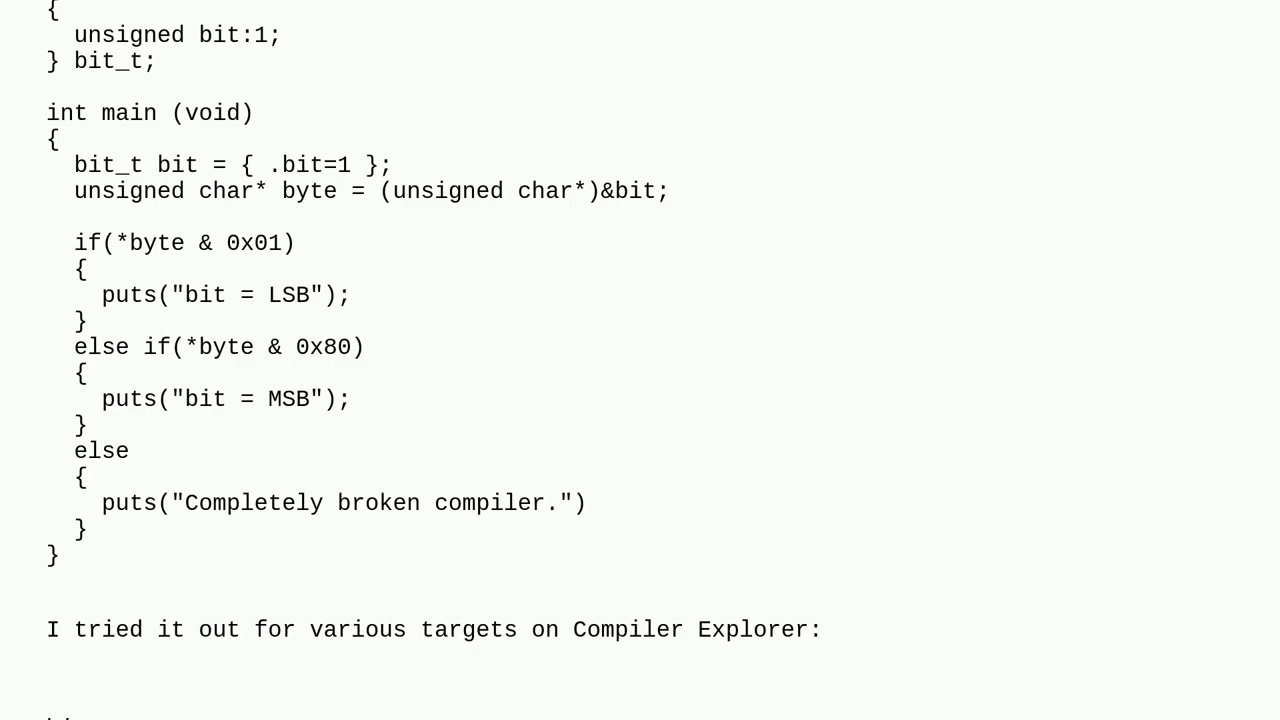 {
  unsigned bit:1;
} bit_t;

int main (void)
{
  bit_t bit = { .bit=1 };
  unsigned char* byte = (unsigned char*)&bit;

  if(*byte & 0x01)
  {
    puts("bit = LSB");
  }
  else if(*byte & 0x80)
  {
    puts("bit = MSB");
  }
  else
  {
    puts("Completely broken compiler.")
  }
}

I tried it out for various targets on Compiler Explorer: